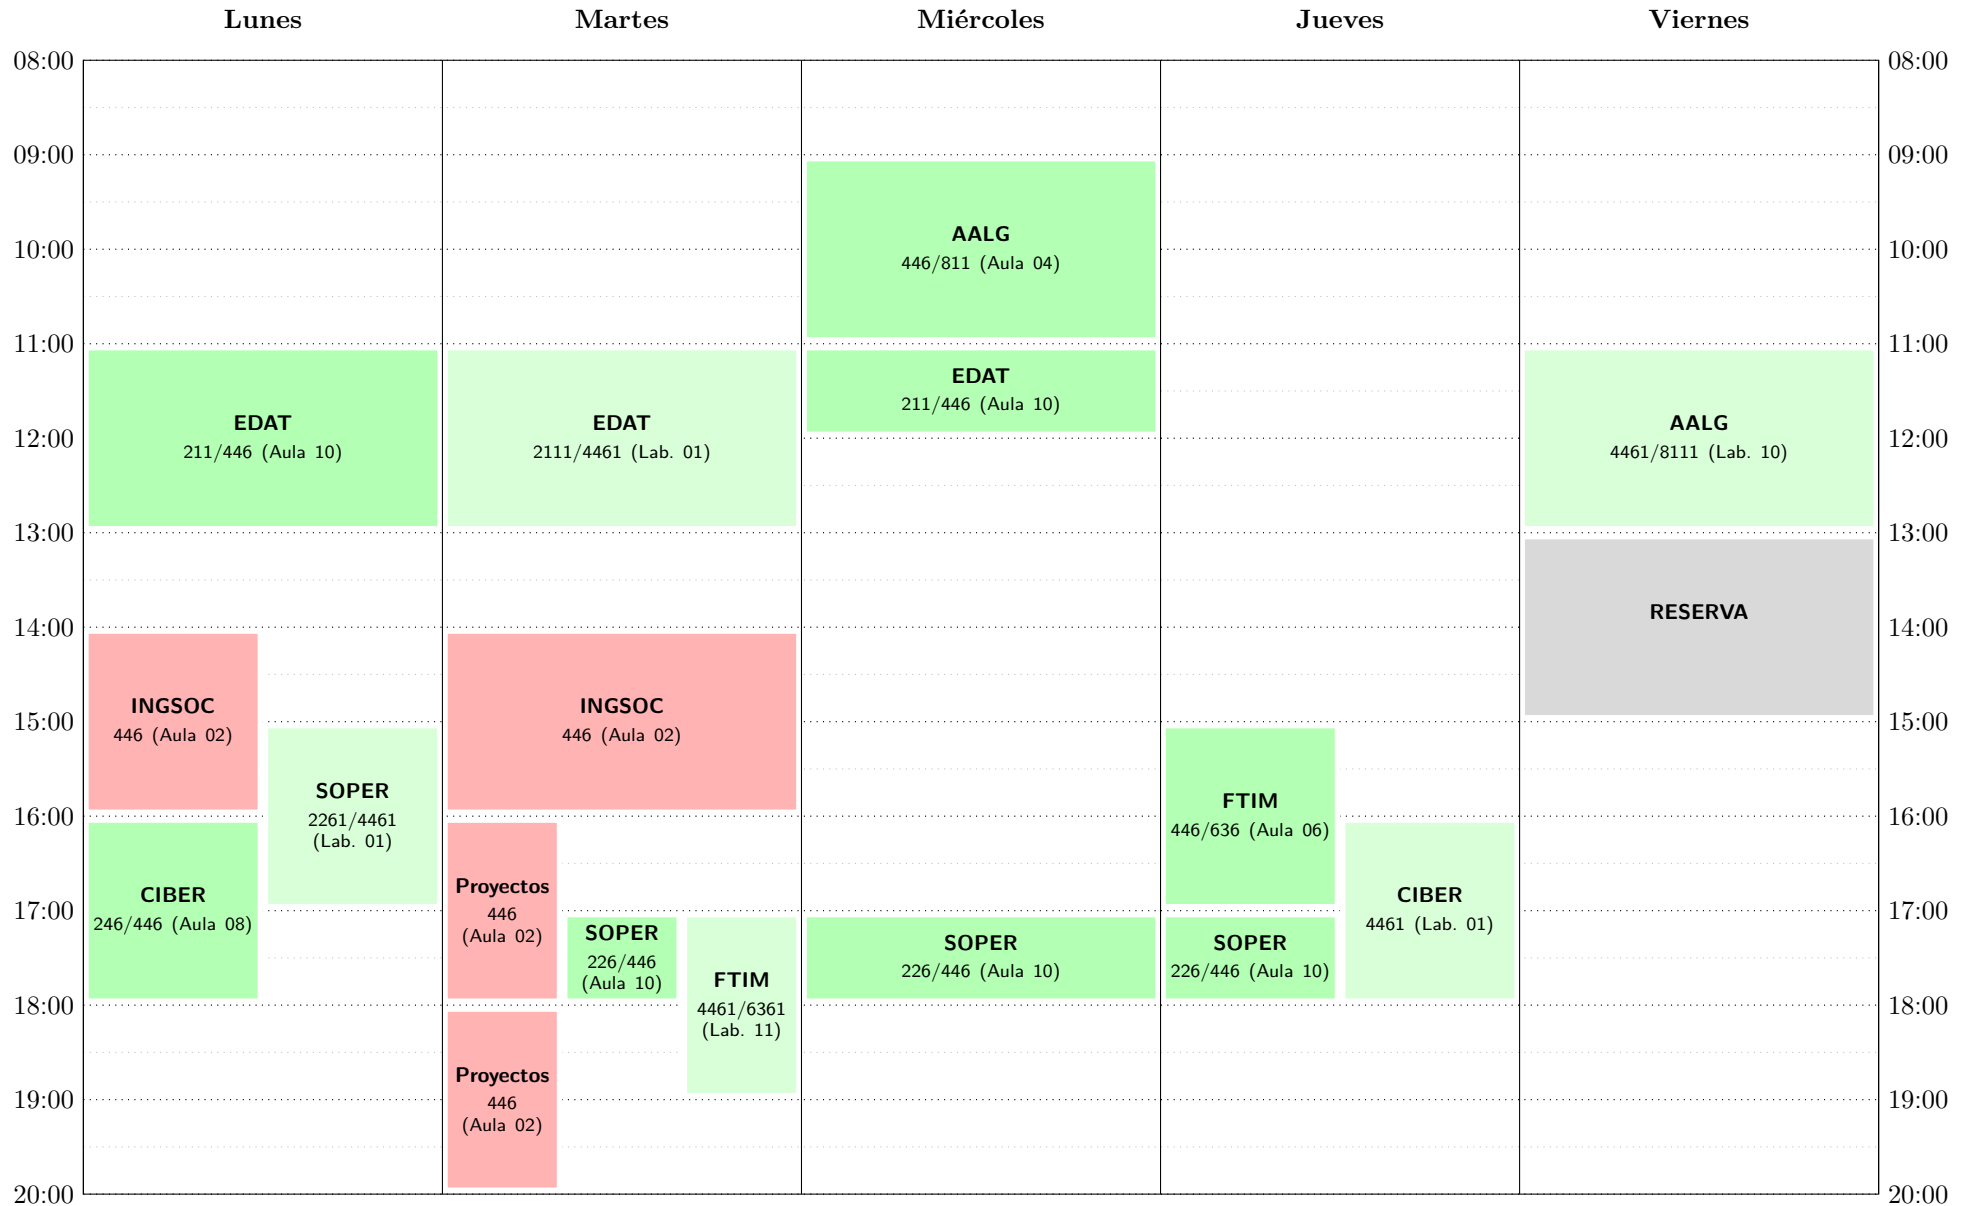 Lunes
Martes
Miércoles
Jueves
Viernes
08:00
08:00
09:00
09:00
AALG
446/811 (Aula 04)
10:00
10:00
11:00
11:00
EDAT
211/446 (Aula 10)
EDAT
211/446 (Aula 10)
EDAT
2111/4461 (Lab. 01)
AALG
4461/8111 (Lab. 10)
12:00
12:00
13:00
13:00
RESERVA
14:00
14:00
INGSOC
446 (Aula 02)
INGSOC
446 (Aula 02)
15:00
15:00
SOPER
2261/4461
(Lab. 01)
FTIM
446/636 (Aula 06)
16:00
16:00
CIBER
246/446 (Aula 08)
Proyectos
446
(Aula 02)
CIBER
4461 (Lab. 01)
17:00
17:00
SOPER
226/446
(Aula 10)
FTIM
4461/6361
(Lab. 11)
SOPER
226/446 (Aula 10)
SOPER
226/446 (Aula 10)
18:00
18:00
Proyectos
446
(Aula 02)
19:00
19:00
20:00
20:00